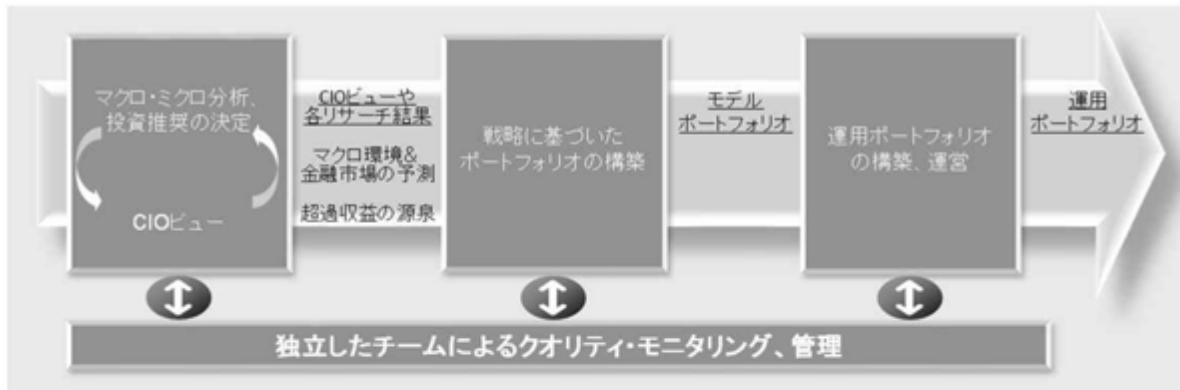 マクロ・ミクロ分析、
投資推奨の決定
CIOビュー
CIOビューや
各リサーチ結果
マクロ環境&
金融市場の予測
超過収益の源泉
戦略に基づいた
ポートフォリオの構築
モデル
ポートフォリオ
運用ポートフォリオ
の構築、運営
運用
ポートフォリオ
独立したチームによるクオリティ・モニタリング、管理